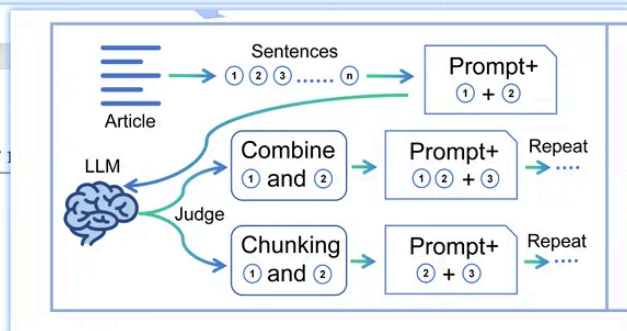 Sentences
① ② ③ ...... ⓝ
Prompt+
① + ②
Article
LLM
Combine
① and ②
Prompt+
① ② + ③
Repeat
....
Judge
Chunking
① and ②
Prompt+
② + ③
Repeat
....